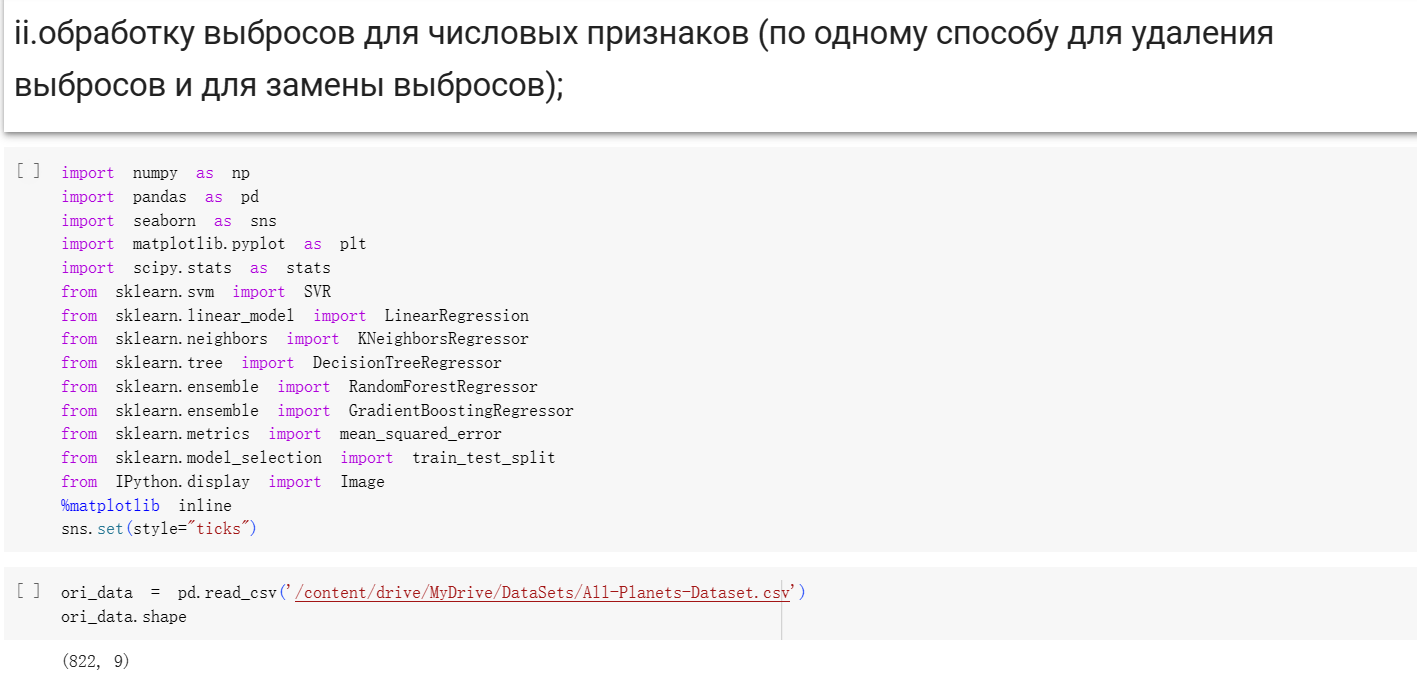 ii.обработку выбросов для числовых признаков (по одному способу для удаления
выбросов и для замены выбросов);
[ ] import numpy as np
import pandas as pd
import seaborn as sns
import matplotlib.pyplot as plt
import scipy.stats as stats
from sklearn.svm import SVR
from sklearn.linear_model import LinearRegression
from sklearn.neighbors import KNeighborsRegressor
from sklearn.tree import DecisionTreeRegressor
from sklearn.ensemble import RandomForestRegressor
from sklearn.ensemble import GradientBoostingRegressor
from sklearn.metrics import mean_squared_error
from sklearn.model_selection import train_test_split
from IPython.display import Image
%matplotlib inline
sns.set(style="ticks")
[ ] ori_data = pd.read_csv('/content/drive/MyDrive/DataSets/All-Planets-Dataset.csv')
ori_data.shape
(822, 9)